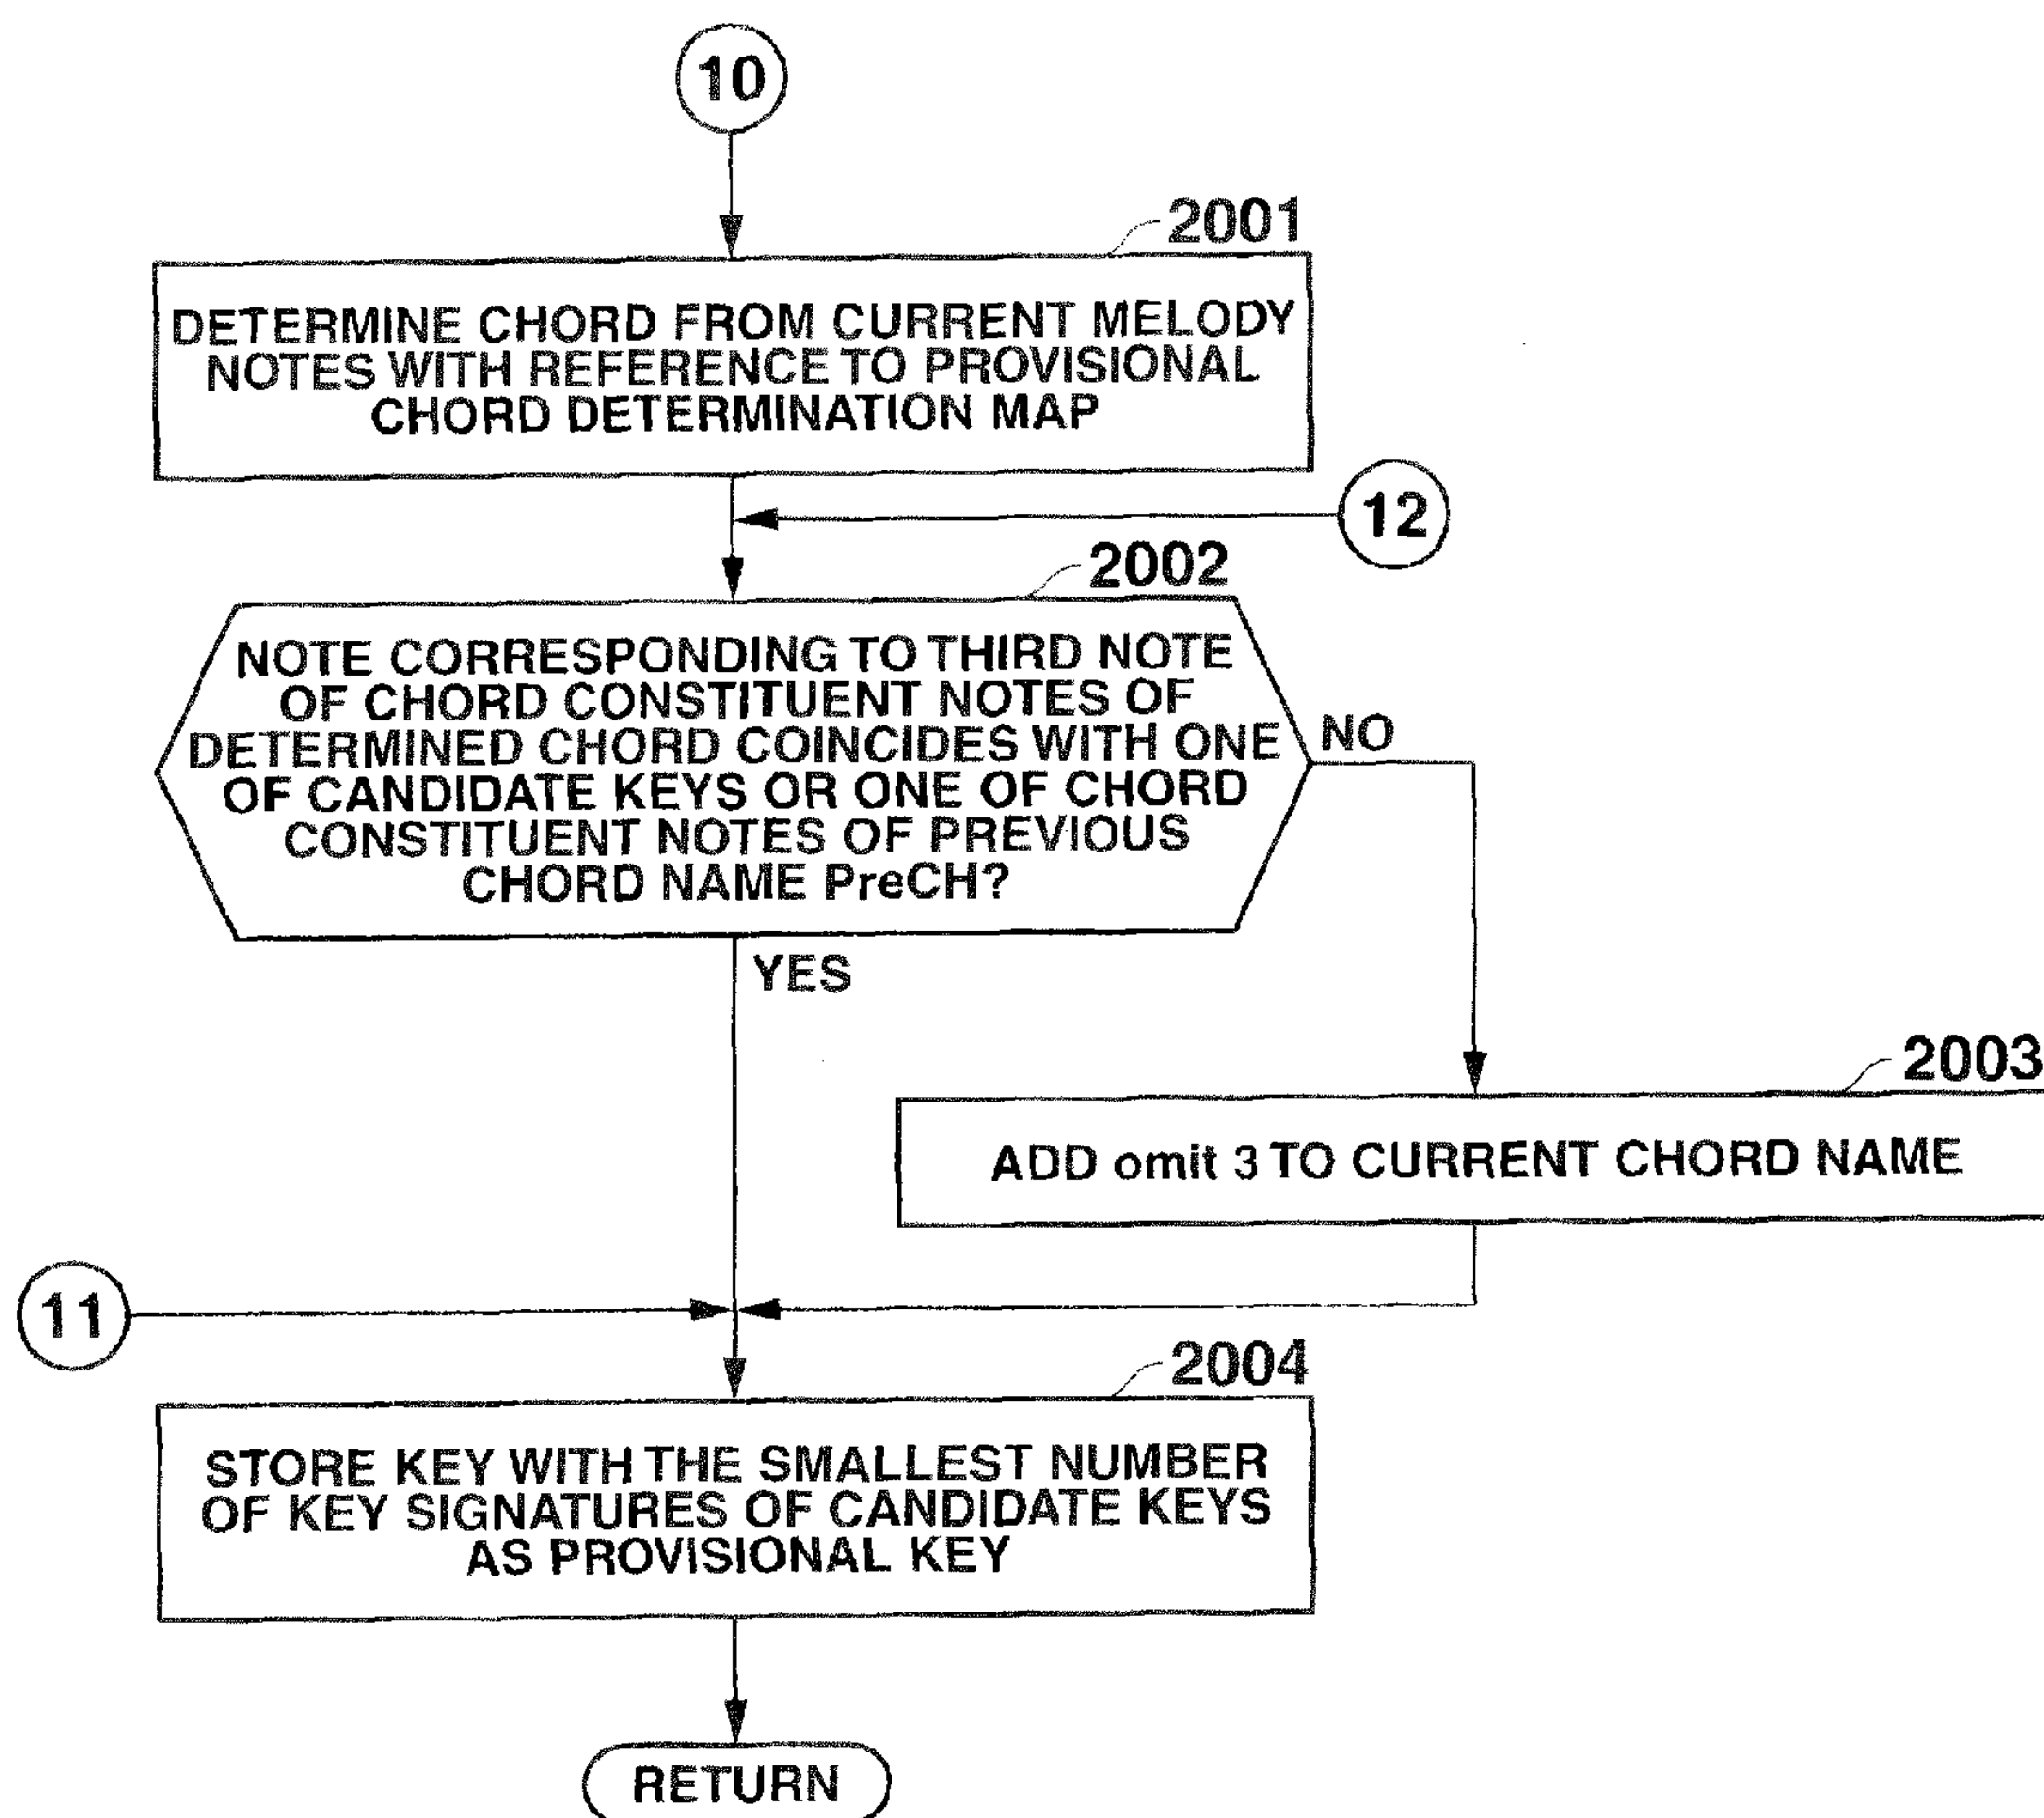 10
2001
DETERMINE CHORD FROM CURRENT MELODY
NOTES WITH REFERENCE TO PROVISIONAL
CHORD DETERMINATION MAP
12
2002
NOTE CORRESPONDING TO THIRD NOTE
OF CHORD CONSTITUENT NOTES OF
DETERMINED CHORD COINCIDES WITH ONE
OF CANDIDATE KEYS OR ONE OF CHORD
CONSTITUENT NOTES OF PREVIOUS
CHORD NAME PreCH?
NO
YES
2003
ADD omit 3 TO CURRENT CHORD NAME
11
2004
STORE KEY WITH THE SMALLEST NUMBER
OF KEY SIGNATURES OF CANDIDATE KEYS
AS PROVISIONAL KEY
RETURN